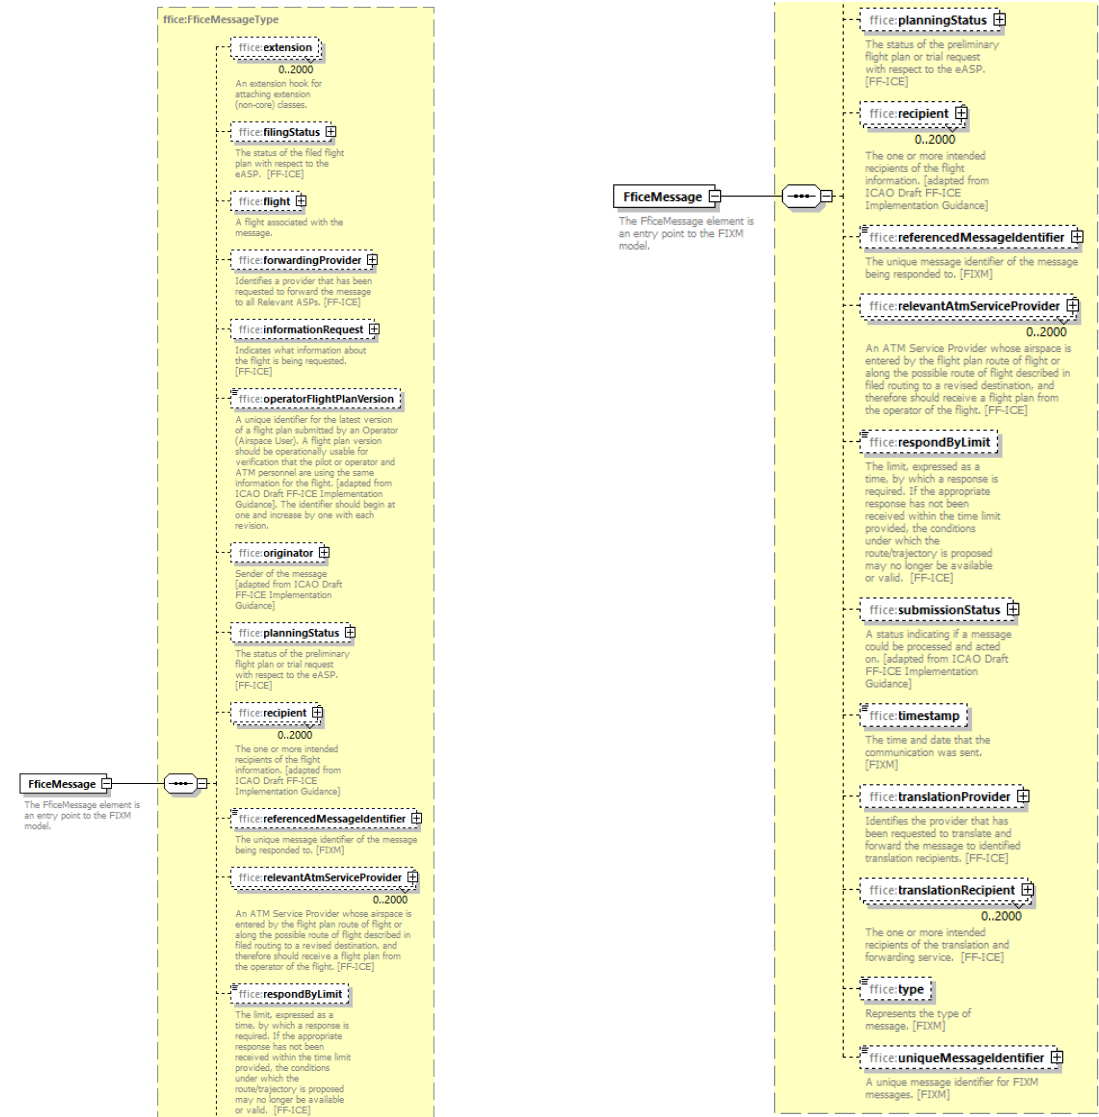 ffice:FficeMessageType
ffice:extension
0..2000
An extension hook for
attaching extension
(non-core) classes.
ffice:filingStatus
The status of the filed flight
plan with respect to the
eASP. [FF-ICE]
ffice:flight
A flight associated with the
message.
ffice:forwardingProvider
Identifies a provider that has been
requested to forward the message
to all Relevant ASPs. [FF-ICE]
ffice:informationRequest
Indicates what information about
the flight is being requested.
[FF-ICE]
ffice:operatorFlightPlanVersion
A unique identifier for the latest version
of a flight plan submitted by an Operator
(Airspace User). A flight plan version
should be operationally usable for
verification that the pilot or operator and
ATM personnel are using the same
information for the flight. [adapted from
ICAO Draft FF-ICE Implementation
Guidance]. The identifier should begin at
one and increase by one with each
revision.
ffice:originator
Sender of the message
[adapted from ICAO Draft
FF-ICE Implementation
Guidance]
ffice:planningStatus
The status of the preliminary
flight plan or trial request
with respect to the eASP.
[FF-ICE]
ffice:recipient
0..2000
The one or more intended
recipients of the flight
information. [adapted from
ICAO Draft FF-ICE
Implementation Guidance]
FficeMessage
The FficeMessage element is
an entry point to the FIXM
model.
ffice:referencedMessageIdentifier
The unique message identifier of the message
being responded to. [FIXM]
ffice:relevantAtmServiceProvider
0..2000
An ATM Service Provider whose airspace is
entered by the flight plan route of flight or
along the possible route of flight described in
filed routing to a revised destination, and
therefore should receive a flight plan from
the operator of the flight. [FF-ICE]
ffice:respondByLimit
The limit, expressed as a
time, by which a response is
required. If the appropriate
response has not been
received within the time limit
provided, the conditions
under which the
route/trajectory is proposed
may no longer be available
or valid. [FF-ICE]
ffice:planningStatus
The status of the preliminary
flight plan or trial request
with respect to the eASP.
[FF-ICE]
ffice:recipient
0..2000
The one or more intended
recipients of the flight
information. [adapted from
ICAO Draft FF-ICE
Implementation Guidance]
FficeMessage
The FficeMessage element is
an entry point to the FIXM
model.
ffice:referencedMessageIdentifier
The unique message identifier of the message
being responded to. [FIXM]
ffice:relevantAtmServiceProvider
0..2000
An ATM Service Provider whose airspace is
entered by the flight plan route of flight or
along the possible route of flight described in
filed routing to a revised destination, and
therefore should receive a flight plan from
the operator of the flight. [FF-ICE]
ffice:respondByLimit
The limit, expressed as a
time, by which a response is
required. If the appropriate
response has not been
received within the time limit
provided, the conditions
under which the
route/trajectory is proposed
may no longer be available
or valid. [FF-ICE]
ffice:submissionStatus
A status indicating if a message
could be processed and acted
on. [adapted from ICAO Draft
FF-ICE Implementation
Guidance]
ffice:timestamp
The time and date that the
communication was sent.
[FIXM]
ffice:translationProvider
Identifies the provider that has
been requested to translate and
forward the message to identified
translation recipients. [FF-ICE]
ffice:translationRecipient
0..2000
The one or more intended
recipients of the translation and
forwarding service. [FF-ICE]
ffice:type
Represents the type of
message. [FIXM]
ffice:uniqueMessageIdentifier
A unique message identifier for FIXM
messages. [FIXM]